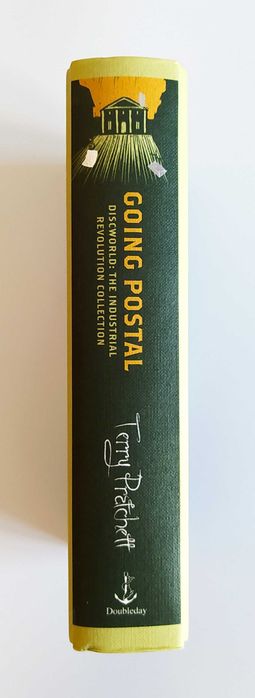 GOING POSTAL
DISCWORLD: THE INDUSTRIAL
REVOLUTION COLLECTION
Terry Pratchett
Doubleday